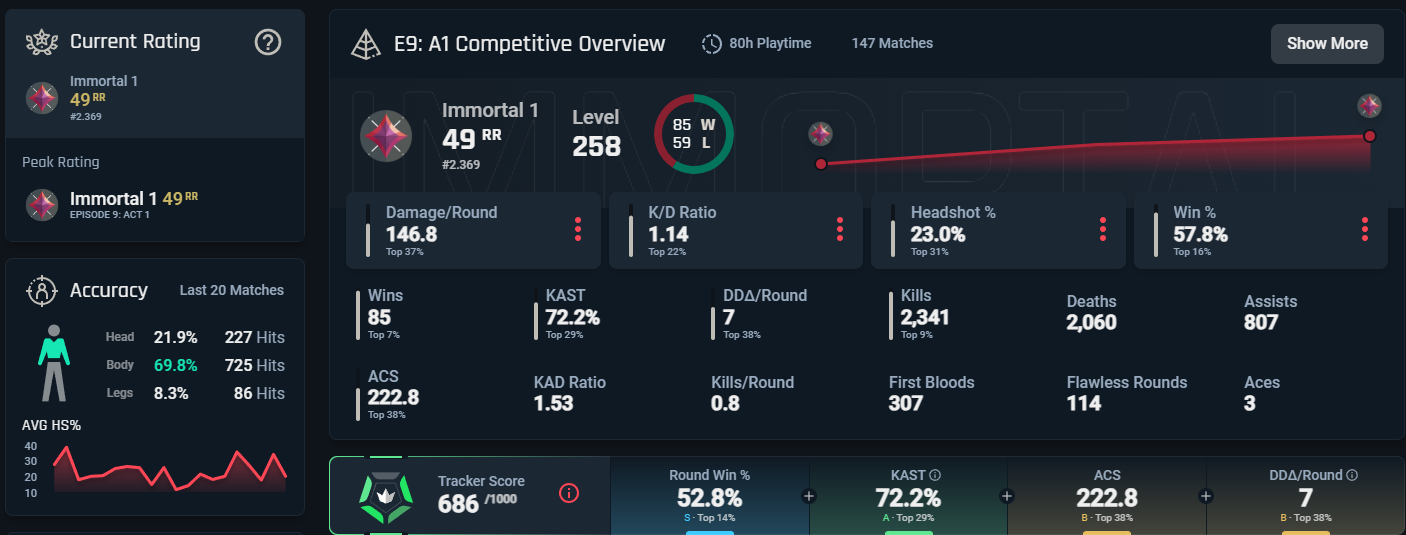 Current Rating
?
Immortal 1
49 RR
#2.369
Peak Rating
Immortal 1 49 RR
EPISODE 9: ACT 1
Accuracy Last 20 Matches
Head 21.9% 227 Hits
Body 69.8% 725 Hits
Legs 8.3% 86 Hits
AVG HS%
40
30
20
10
E9: A1 Competitive Overview 80h Playtime 147 Matches Show More
IMMORTAL
Immortal 1
49 RR
#2.369
Level
258
85 W
59 L
Damage/Round
146.8
Top 37%
K/D Ratio
1.14
Top 22%
Headshot %
23.0%
Top 31%
Win %
57.8%
Top 16%
Wins
85
Top 7%
KAST
72.2%
Top 29%
DDΔ/Round
7
Top 38%
Kills
2,341
Top 9%
Deaths
2,060
Assists
807
ACS
222.8
Top 38%
KAD Ratio
1.53
Kills/Round
0.8
First Bloods
307
Flawless Rounds
114
Aces
3
Tracker Score
686 /1000
Round Win %
52.8%
S · Top 14%
+
KAST
72.2%
A · Top 29%
+
ACS
222.8
B · Top 38%
+
DDΔ/Round
7
B · Top 38%